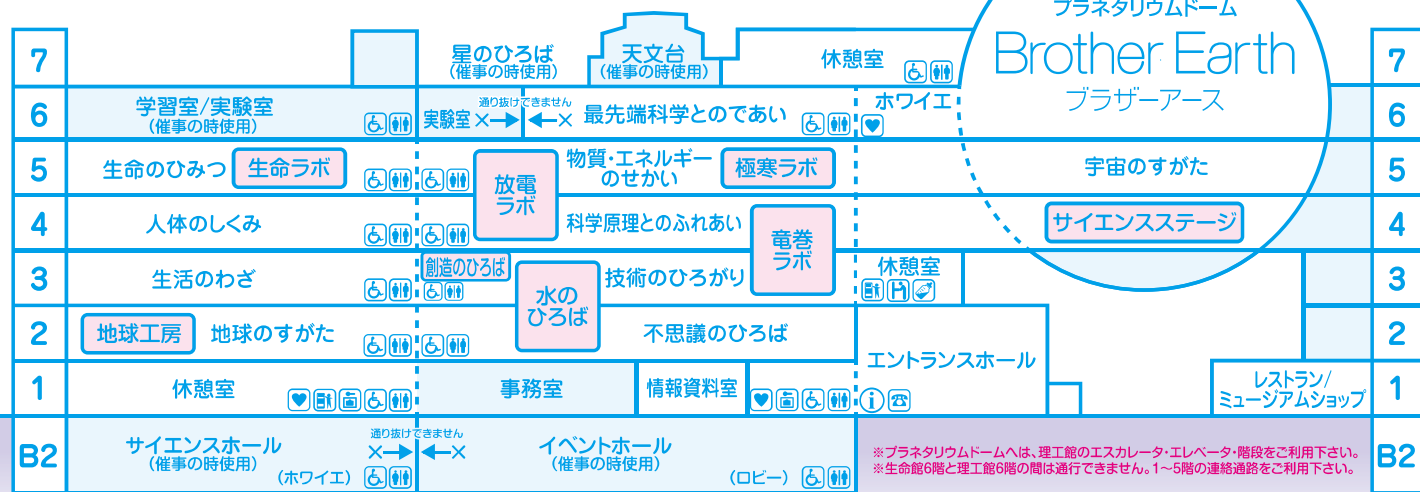 プラネタリウムドーム
Brother Earth
ブラザーアース
7
星のひろば
(催事の時使用)
天文台
(催事の時使用)
休憩室
7
6
学習室/実験室
(催事の時使用)
実験室
通り抜けできません
最先端科学とのであい
ホワイエ
6
5
生命のひみつ
生命ラボ
放電
ラボ
物質・エネルギー
のせかい
極寒ラボ
宇宙のすがた
5
4
人体のしくみ
科学原理とのふれあい
竜巻
ラボ
サイエンスステージ
4
3
生活のわざ
創造のひろば
水の
ひろば
技術のひろがり
休憩室
3
2
地球工房
地球のすがた
不思議のひろば
エントランスホール
2
1
休憩室
事務室
情報資料室
レストラン/
ミュージアムショップ
1
B2
サイエンスホール
(催事の時使用)
(ホワイエ)
通り抜けできません
イベントホール
(催事の時使用)
(ロビー)
※プラネタリウムドームへは、理工館のエスカレータ・エレベータ・階段をご利用下さい。
※生命館6階と理工館6階の間は通行できません。1〜5階の連絡通路をご利用下さい。
B2